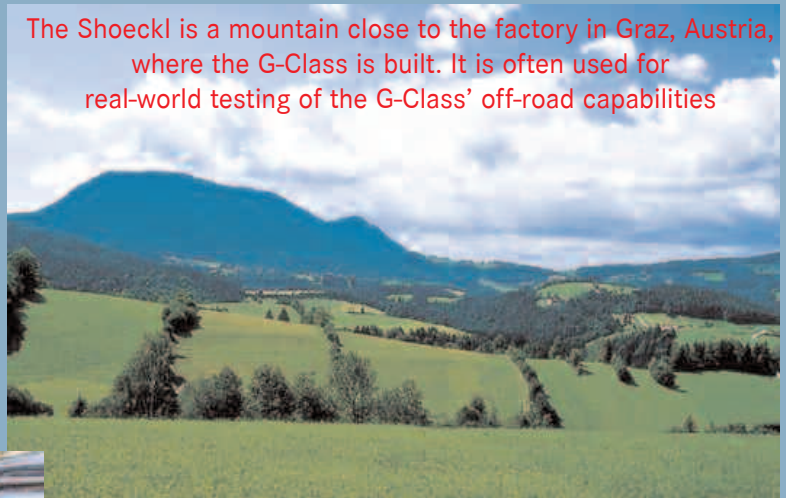 The Shoeckl is a mountain close to the factory in Graz, Austria,
where the G-Class is built. It is often used for
real-world testing of the G-Class’ off-road capabilities